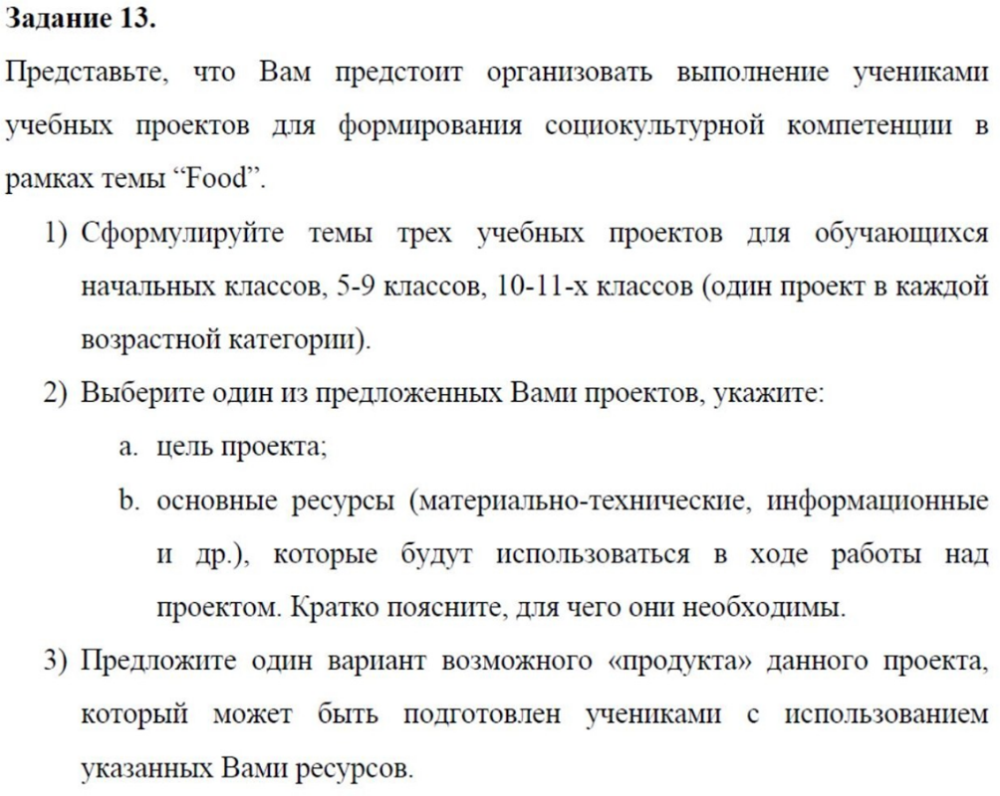 Задание 13.
Представьте, что Вам предстоит организовать выполнение учениками
учебных проектов для формирования социокультурной компетенции в
рамках темы “Food”.
1) Сформулируйте темы трех учебных проектов для обучающихся
начальных классов, 5-9 классов, 10-11-х классов (один проект в каждой
возрастной категории).
2) Выберите один из предложенных Вами проектов, укажите:
a. цель проекта;
b. основные ресурсы (материально-технические, информационные
и др.), которые будут использоваться в ходе работы над
проектом. Кратко поясните, для чего они необходимы.
3) Предложите один вариант возможного «продукта» данного проекта,
который может быть подготовлен учениками с использованием
указанных Вами ресурсов.